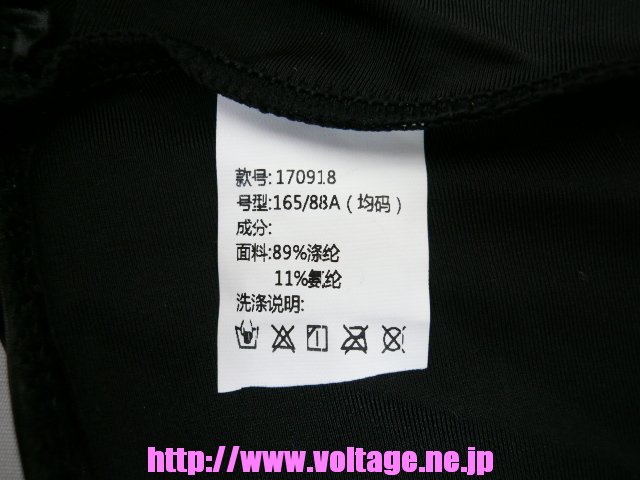 款号:170918
号型:165/88A(均码)
成分:
面料:89%涤纶
11%氨纶
洗涤说明:
http://www.voltage.ne.jp